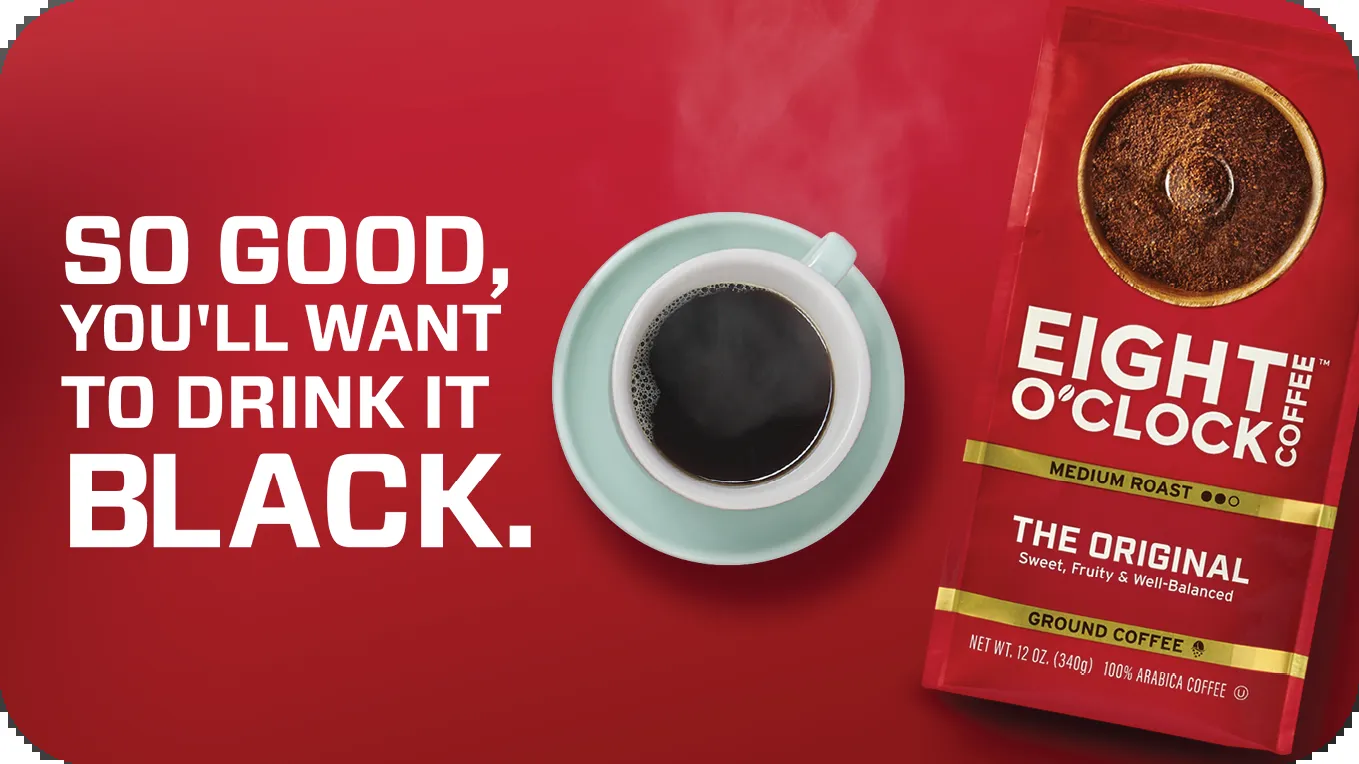 SO GOOD,
YOU'LL WANT
TO DRINK IT
BLACK.
EIGHT
O'CLOCK
COFFEE™
MEDIUM ROAST
THE ORIGINAL
Sweet, Fruity & Well-Balanced
GROUND COFFEE
NET WT. 12 OZ. (340g) 100% ARABICA COFFEE Ⓤ